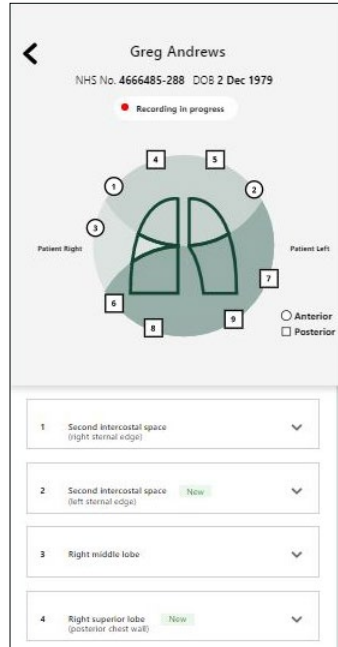 Greg Andrews
NHS No. 4666485-288 DOB 2 Dec 1979
Recording in progress
4
5
1
2
3
Patient Right
Patient Left
7
6
8
9
Anterior
Posterior
1 Second intercostal space
(right sternal edge)
2 Second intercostal space New
(left sternal edge)
3 Right middle lobe
4 Right superior lobe New
(posterior chest wall)